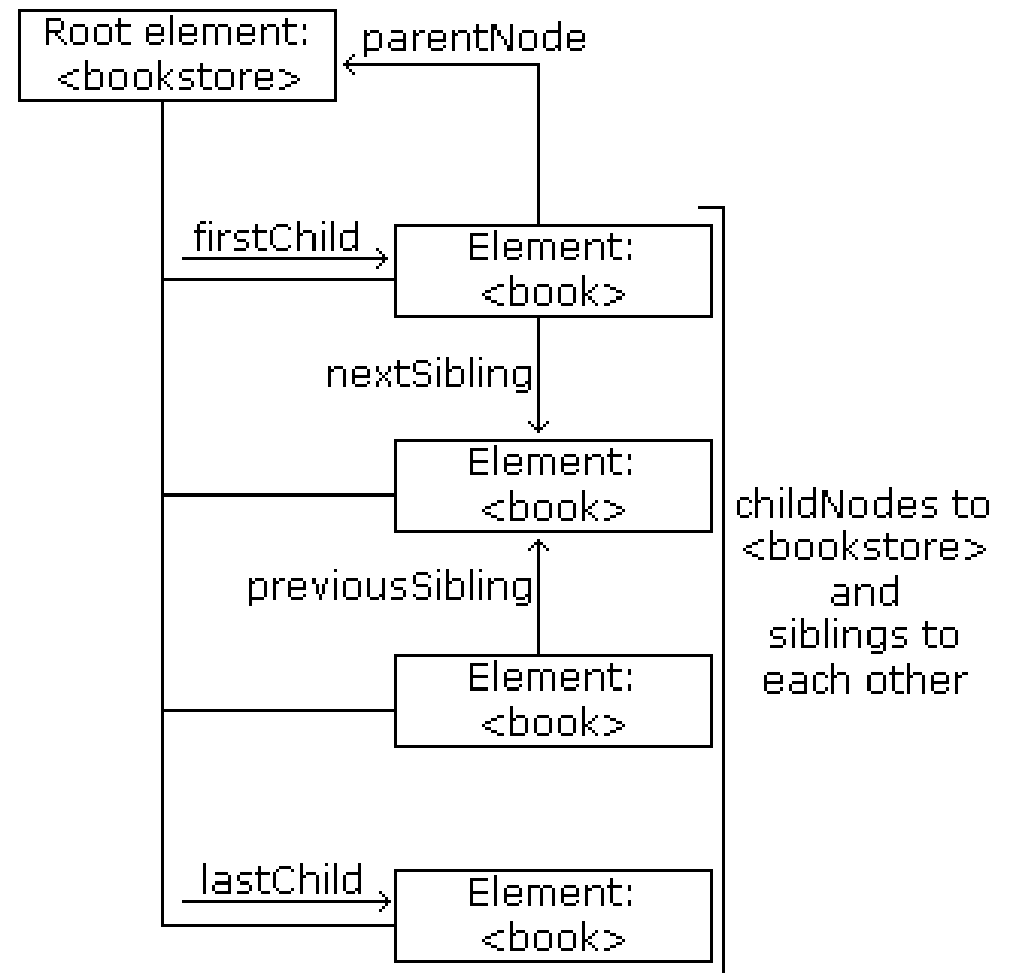 Root element:
<bookstore>
parentNode
firstChild
Element:
<book>
nextSibling
Element:
<book>
previousSibling
Element:
<book>
lastChild
Element:
<book>
childNodes to
<bookstore>
and
siblings to
each other